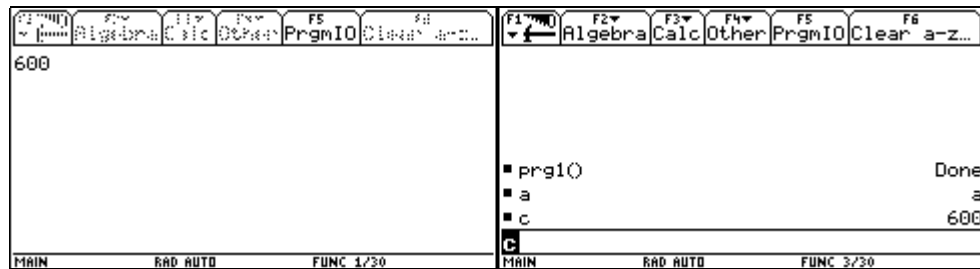 F5
PrgmIO
600
MAIN RAD AUTO FUNC 1/30
F1 F2 F3 F4 F5 F6
Algebra Calc Other PrgmIO Clear a-z…
prg1() Done
a a
c 600
c
MAIN RAD AUTO FUNC 3/30